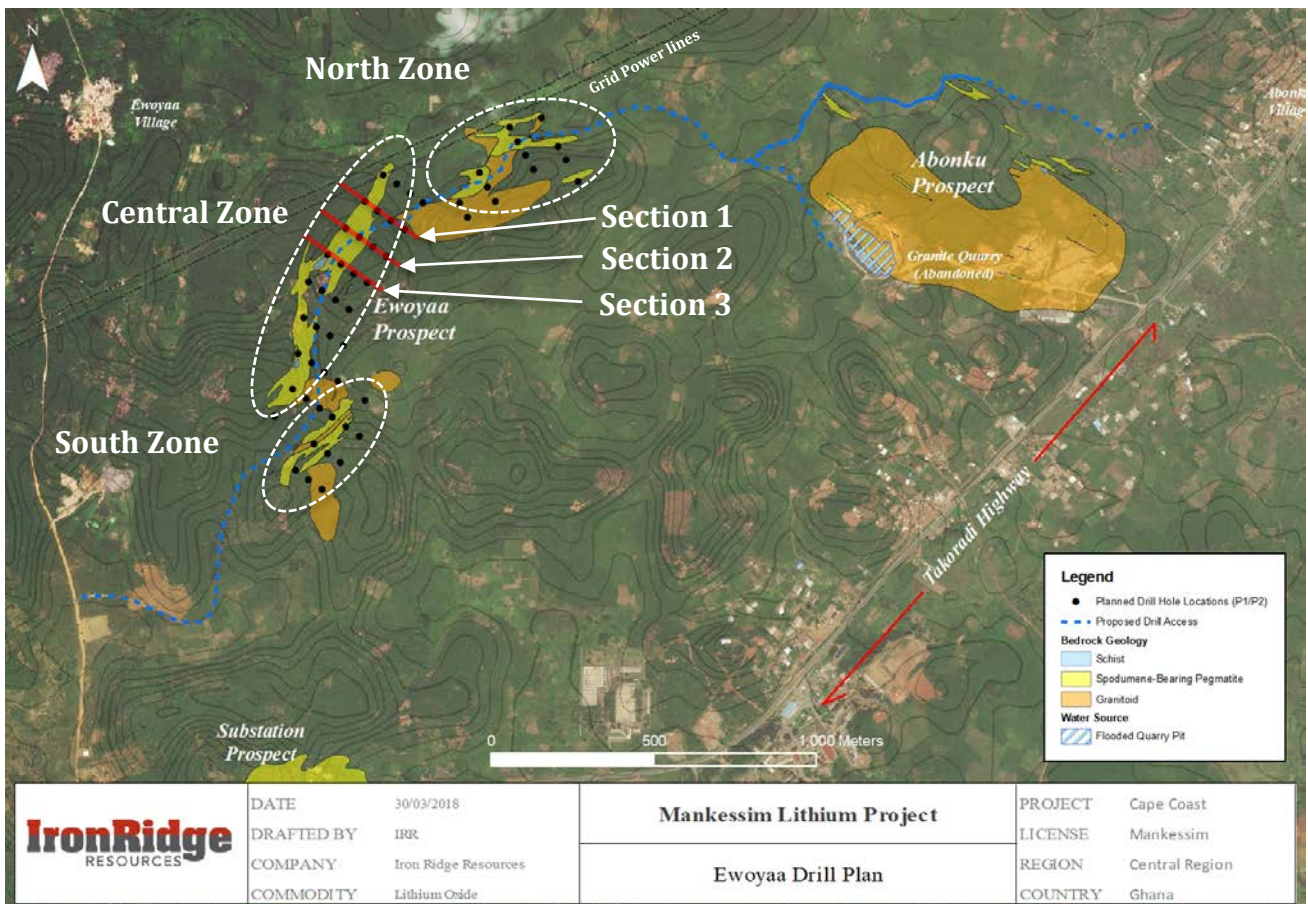 N
North Zone
Grid Power lines
Ewoyaa
Village
Abonku
Village
Abonku
Prospect
Central Zone
Section 1
Section 2
Section 3
Granite Quarry
(Abandoned)
Ewoyaa
Prospect
South Zone
Takoradi Highway
Substation
Prospect
0 500 1,000 Meters
Legend
Planned Drill Hole Locations (P1/P2)
Proposed Drill Access
Bedrock Geology
Schist
Spodumene-Bearing Pegmatite
Granitoid
Water Source
Flooded Quarry Pit
IronRidge
RESOURCES
DATE 30/03/2018
DRAFTED BY IRR
COMPANY Iron Ridge Resources
COMMODITY Lithium Oxide
Mankessim Lithium Project
Ewoyaa Drill Plan
PROJECT Cape Coast
LICENSE Mankessim
REGION Central Region
COUNTRY Ghana